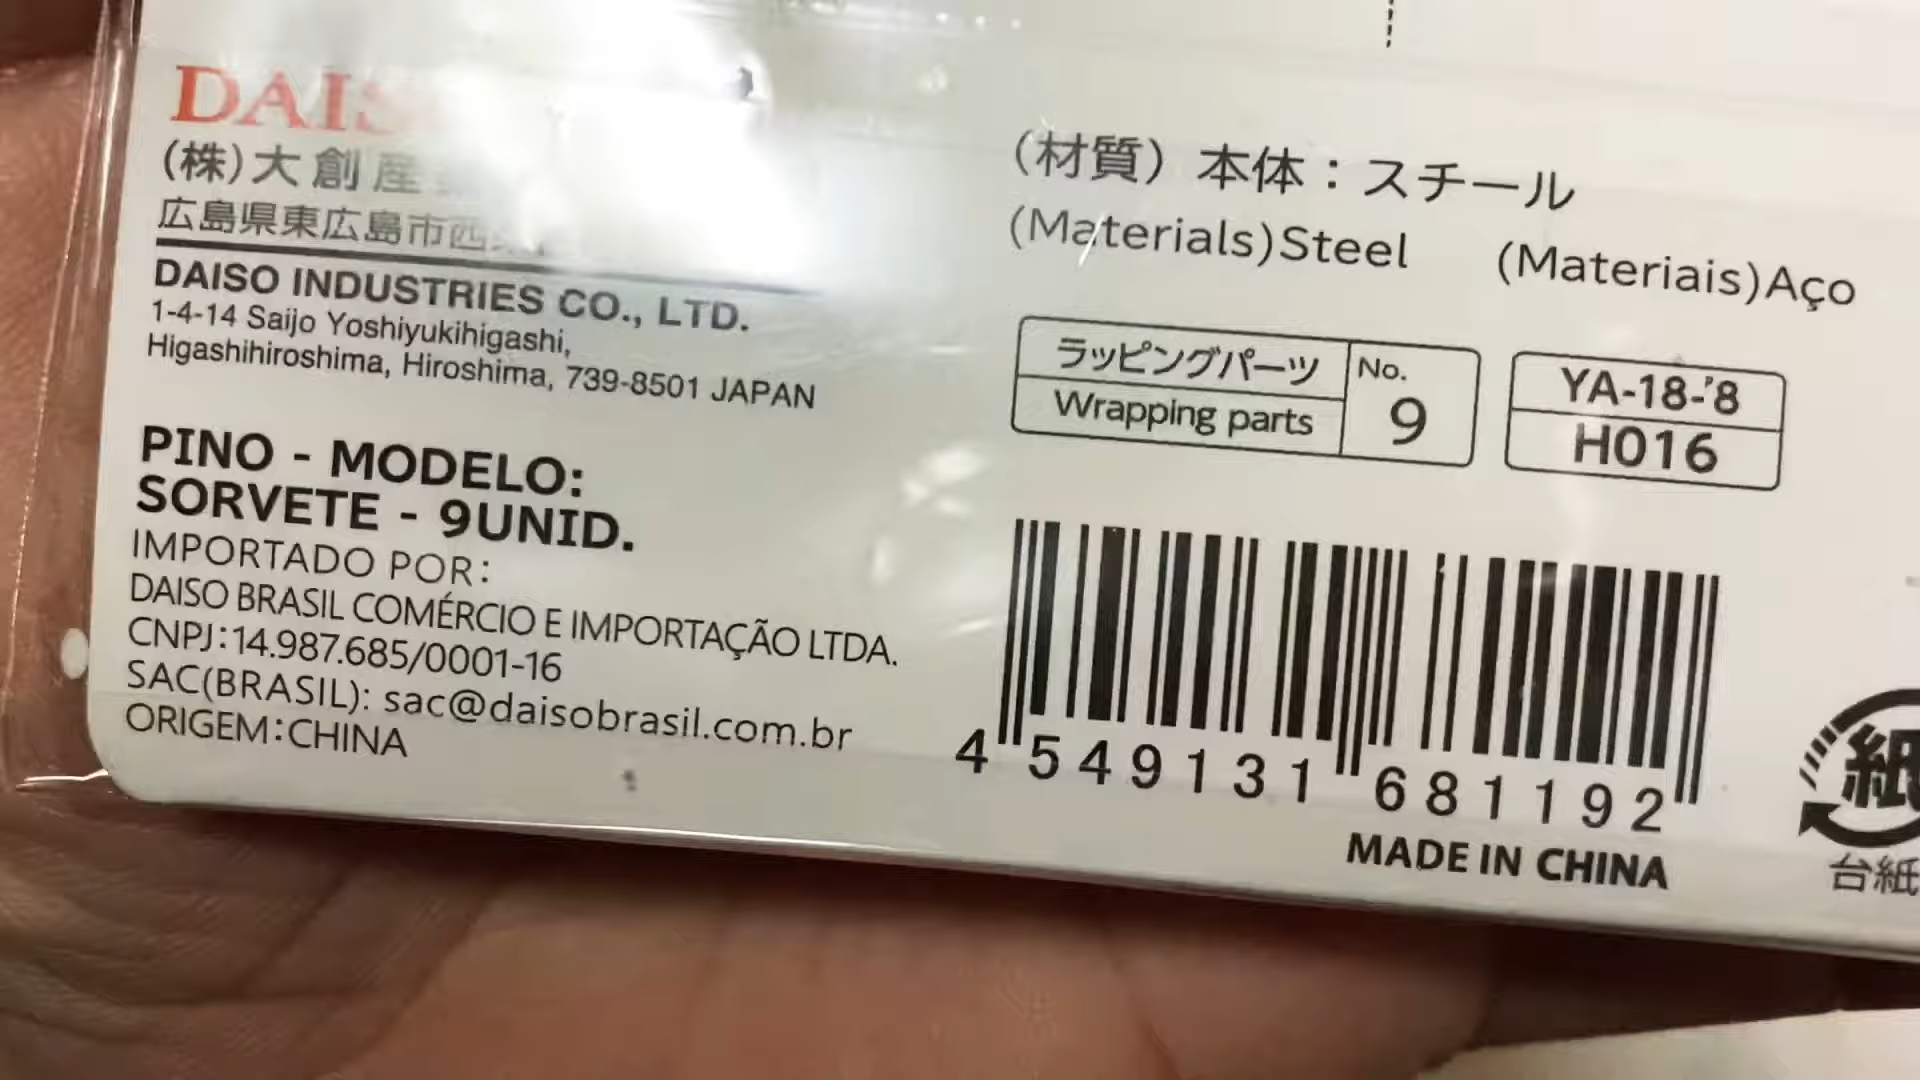 DAIS
(株)大創産
広島県東広島市西
DAISO INDUSTRIES CO., LTD.
1-4-14 Saijo Yoshiyukihigashi,
Higashihiroshima, Hiroshima, 739-8501 JAPAN
PINO - MODELO:
SORVETE - 9UNID.
IMPORTADO POR:
DAISO BRASIL COMÉRCIO E IMPORTAÇÃO LTDA.
CNPJ:14.987.685/0001-16
SAC(BRASIL): sac@daisobrasil.com.br
ORIGEM:CHINA
(材質) 本体:スチール
(Materials)Steel (Materiais)Aço
ラッピングパーツ
Wrapping parts
No.
9
YA-18-'8
H016
4 549131 681192
MADE IN CHINA
紙
台紙